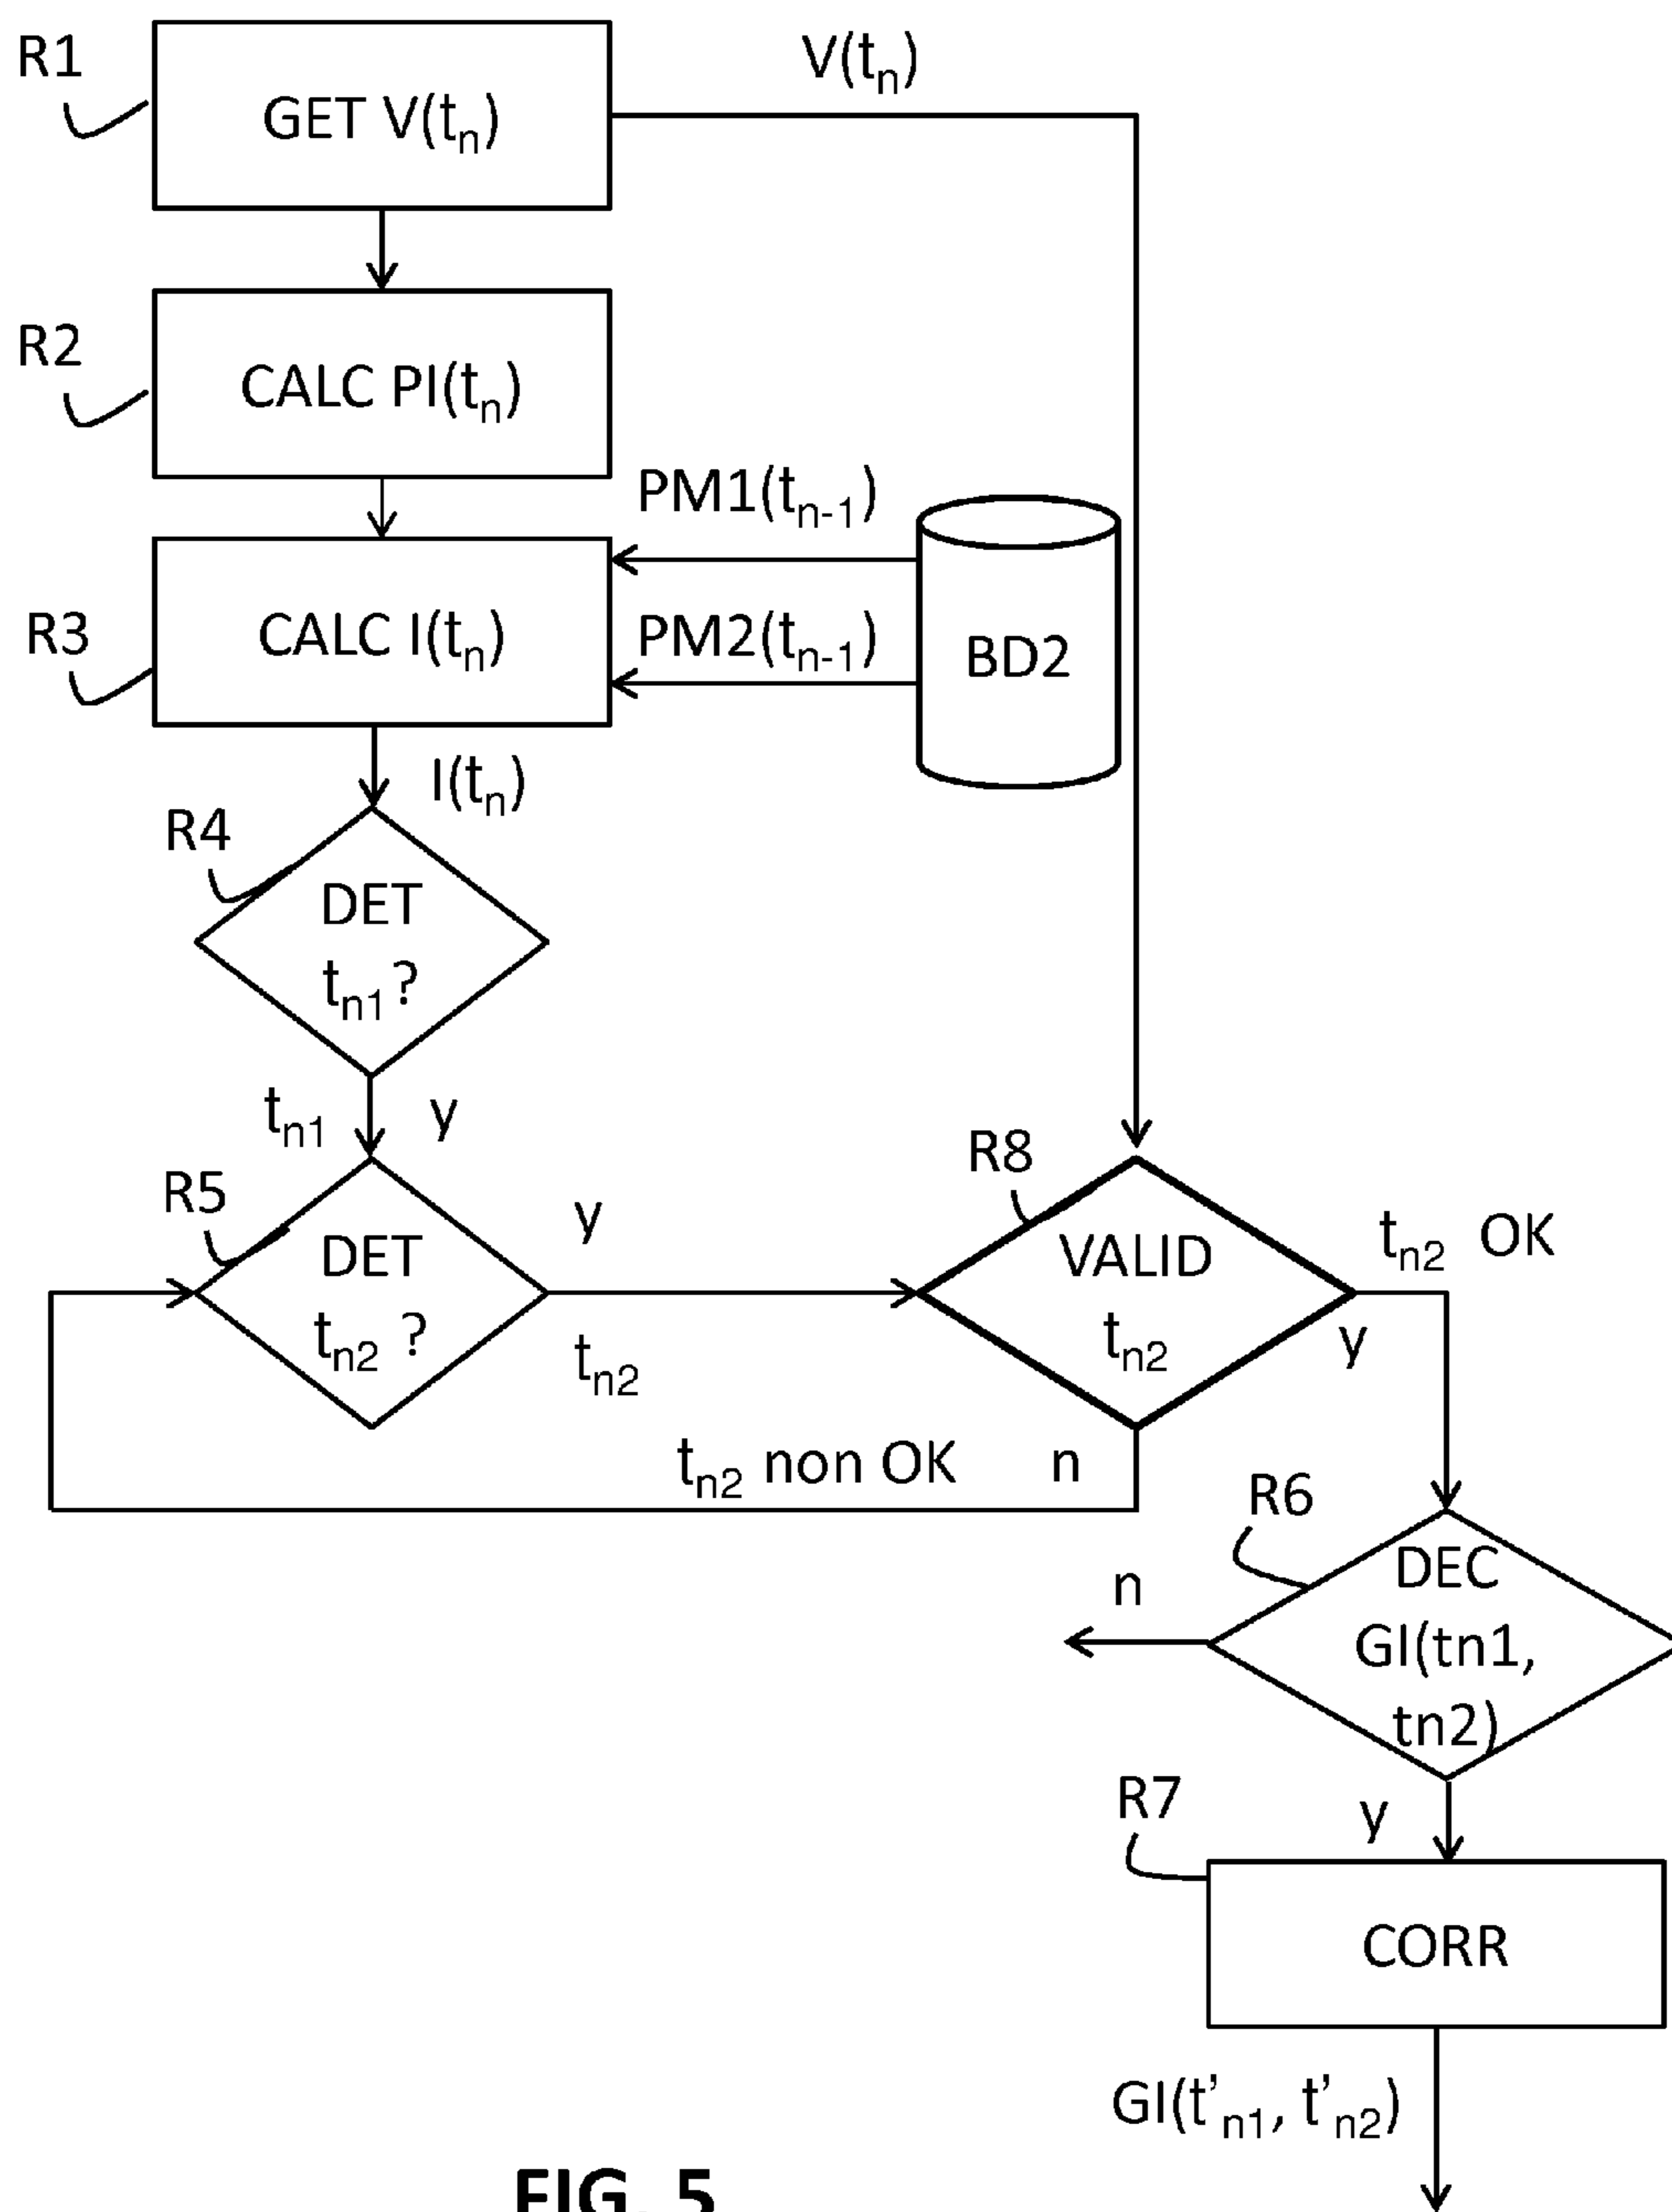 R1
GET V(tn)
V(tn)
R2
CALC PI(tn)
PM1(tn-1)
R3
CALC I(tn)
PM2(tn-1)
BD2
I(tn)
R4
DET
tn1 ?
tn1
y
R5
DET
tn2 ?
y
tn2
R8
VALID
tn2
tn2 OK
y
tn2 non OK
n
R6
DEC
GI(tn1,
tn2)
n
y
R7
CORR
GI(t'n1, t'n2)
FIG. 5